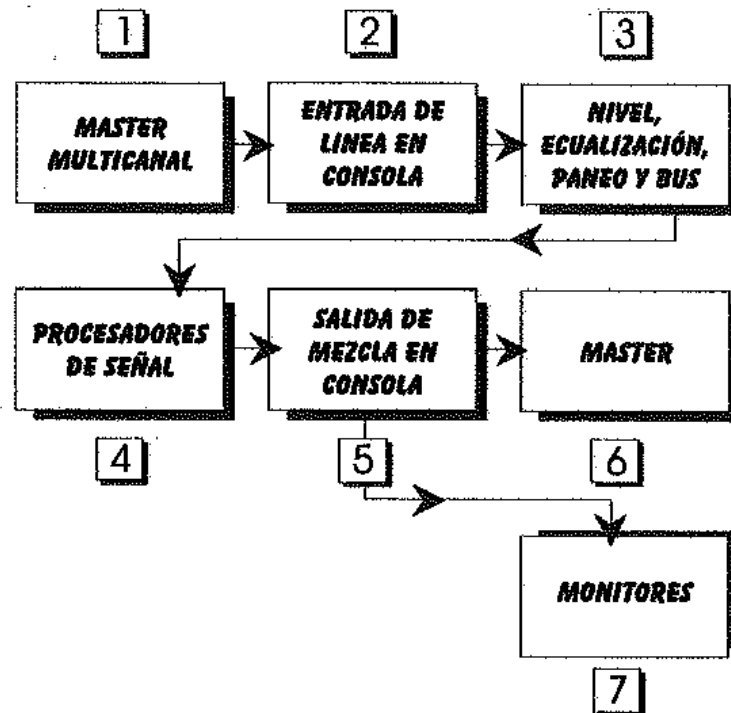 1
2
3
MASTER
MULTICANAL
ENTRADA DE
LINEA EN
CONSOLA
NIVEL,
ECUALIZACIÓN,
PANEO Y BUS
PROCESADORES
DE SEÑAL
SALIDA DE
MEZCLA EN
CONSOLA
MASTER
4
5
6
MONITORES
7